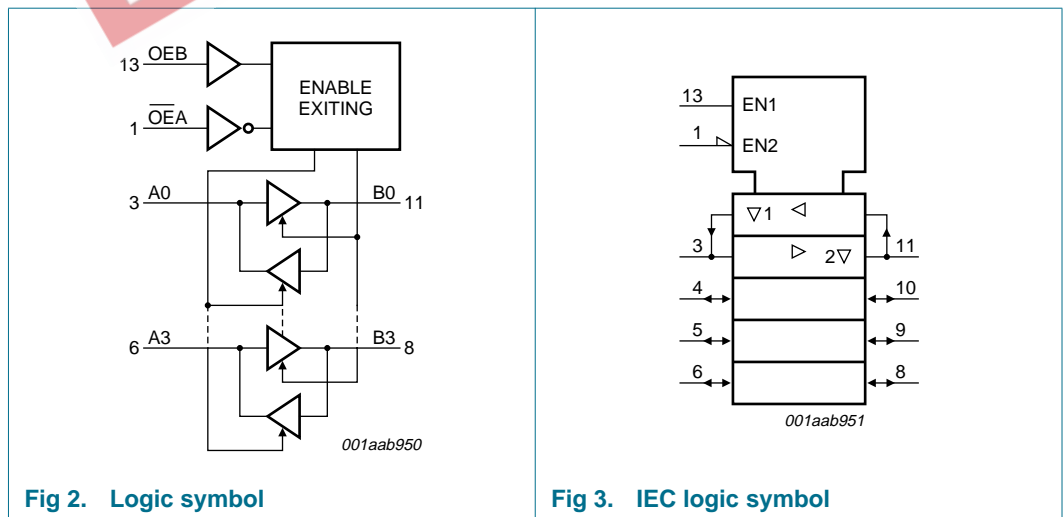 13 OEB
ENABLE
EXITING
1 OEA
3 A0
B0 11
6 A3
B3 8
001aab950
Fig 2. Logic symbol
13
EN1
1
EN2
▽1 ◁
3
▷ 2▽
11
4
10
5
9
6
8
001aab951
Fig 3. IEC logic symbol